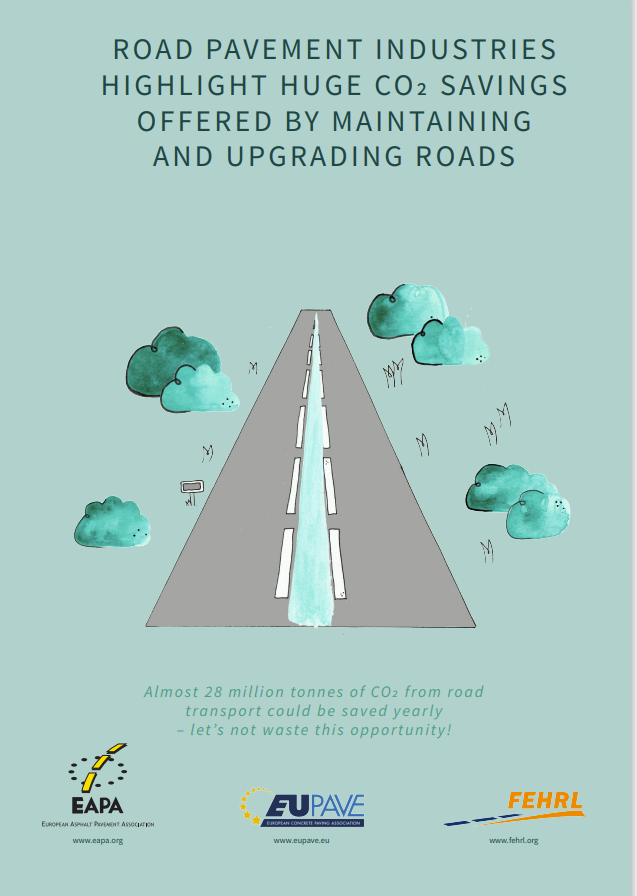 ROAD PAVEMENT INDUSTRIES
HIGHLIGHT HUGE CO₂ SAVINGS
OFFERED BY MAINTAINING
AND UPGRADING ROADS
Almost 28 million tonnes of CO₂ from road
transport could be saved yearly
– let's not waste this opportunity!
EAPA
EUROPEAN ASPHALT PAVEMENT ASSOCIATION
www.eapa.org
EUPAVE
EUROPEAN CONCRETE PAVING ASSOCIATION
www.eupave.eu
FEHRL
www.fehrl.org